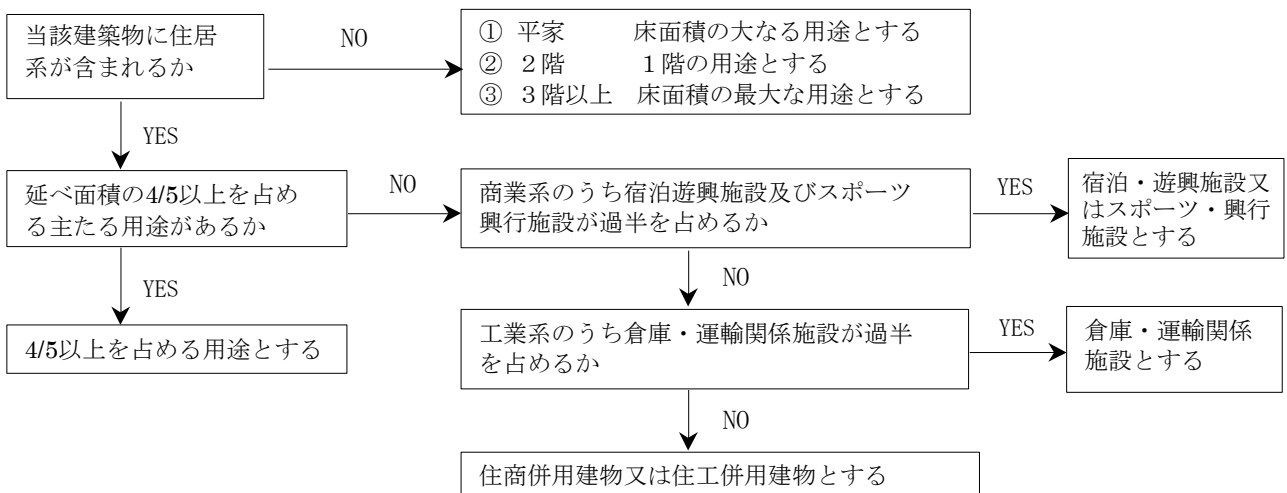 当該建築物に住居
系が含まれるか
NO
① 平家　　　床面積の大なる用途とする
② ２階　　　１階の用途とする
③ ３階以上　床面積の最大な用途とする
YES
延べ面積の4/5以上を占め
る主たる用途があるか
NO
商業系のうち宿泊遊興施設及びスポーツ
興行施設が過半を占めるか
YES
宿泊・遊興施設又
はスポーツ・興行
施設とする
YES
NO
4/5以上を占める用途とする
工業系のうち倉庫・運輸関係施設が過半
を占めるか
YES
倉庫・運輸関係
施設とする
NO
住商併用建物又は住工併用建物とする